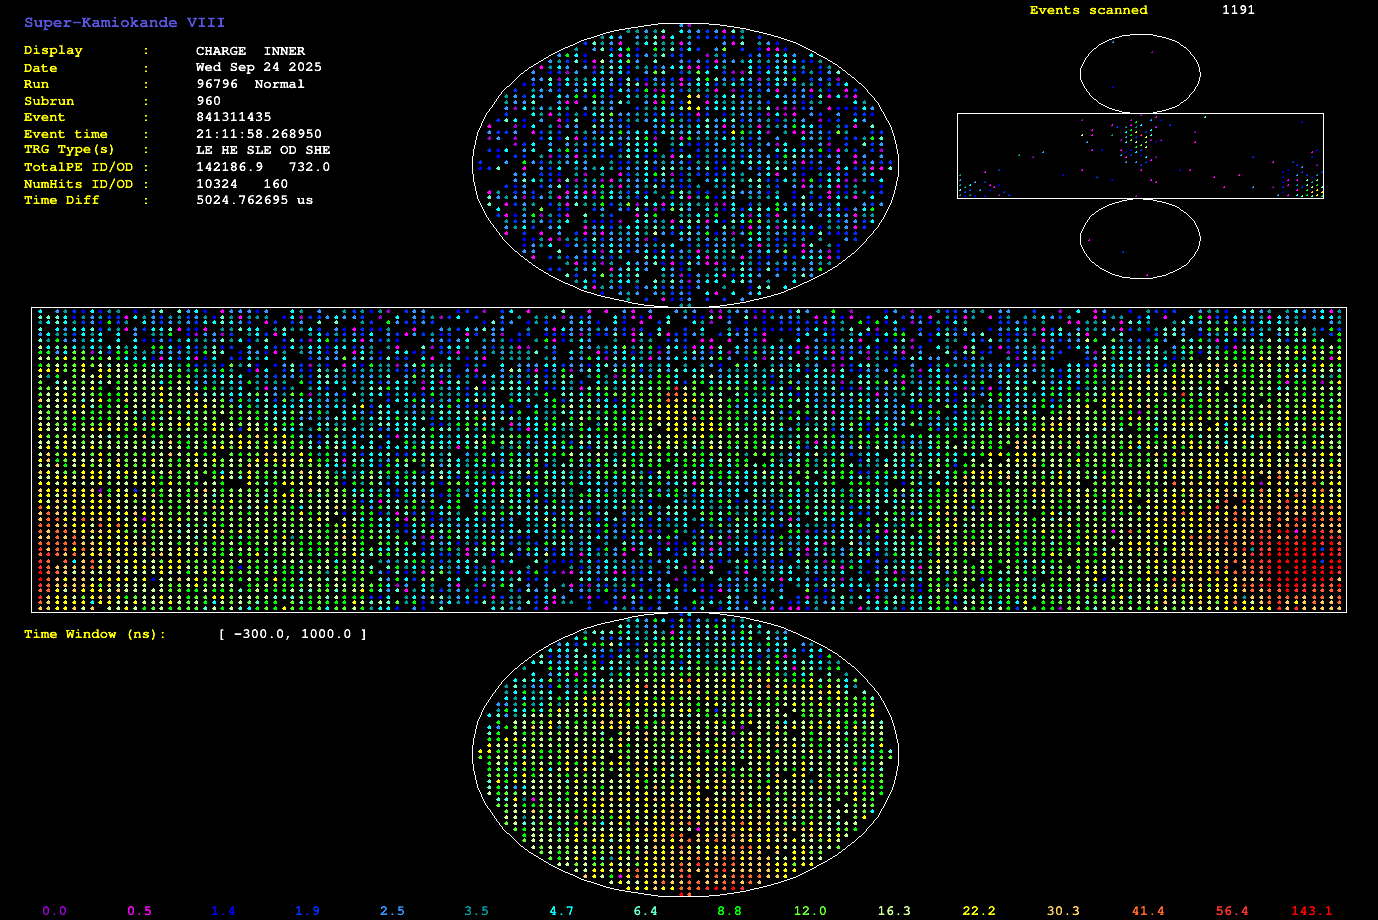 Super-Kamiokande VIII
Events scanned 1191
Display : CHARGE INNER
Date : Wed Sep 24 2025
Run : 96796 Normal
Subrun : 960
Event : 841311435
Event time : 21:11:58.268950
TRG Type(s) : LE HE SLE OD SHE
TotalPE ID/OD : 142186.9 732.0
NumHits ID/OD : 10324 160
Time Diff : 5024.762695 us
Time Window (ns): [ -300.0, 1000.0 ]
0.0 0.5 1.4 1.9 2.5 3.5 4.7 6.4 8.8 12.0 16.3 22.2 30.3 41.4 56.4 143.1